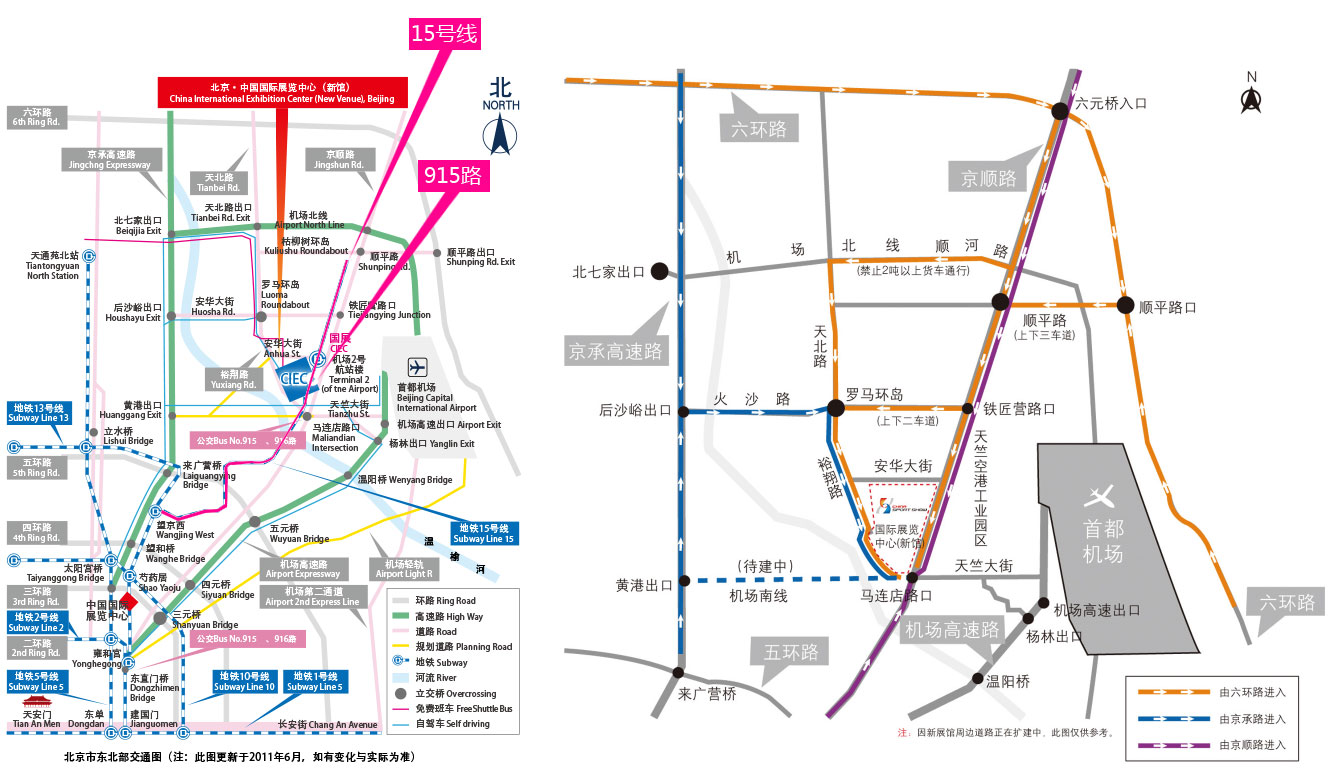 15号线
915路
北京·中国国际展览中心（新馆）
China International Exhibition Center (New Venue), Beijing
北
NORTH
六环路
6th Ring Rd.
京承高速路
Jingchng Expressway
天北路
Tianbei Rd.
京顺路
Jingshun Rd.
天北路出口
Tianbei Rd. Exit
机场北线
Airport North Line
北七家出口
Beiqijia Exit
枯柳树环岛
Kuliushu Roundabout
顺平路
Shunping Rd.
顺平路出口
Shunping Rd. Exit
天通苑北站
Tiantongyuan
North Station
罗马环岛
Luoma
Roundabout
后沙峪出口
Houshayu Exit
安华大街
Huosha Rd.
铁匠营路口
Tiejiangying Junction
安华大街
Anhua St.
国展
CIEC
CIEC
机场2号
航站楼
Terminal 2
(of tne Airport)
裕翔路
Yuxiang Rd.
首都机场
Beijing Capital
International Airport
地铁13号线
Subway Line 13
黄港出口
Huanggang Exit
天竺大街
Tianzhu St.
机场高速出口 Airport Exit
立水桥
Lishui Bridge
公交Bus No.915 、916路
马连店路口
Maliandian
Intersection
杨林出口 Yanglin Exit
五环路
5th Ring Rd.
来广营桥
Laiguangying
Bridge
温阳桥 Wenyang Bridge
四环路
4th Ring Rd.
望京西
Wangjing West
五元桥
Wuyuan Bridge
地铁15号线
Subway Line 15
望和桥
Wanghe Bridge
温
榆
河
太阳宫桥
Taiyanggong Bridge
芍药居
Shao Yaoju
机场高速路
Airport Expressway
机场轻轨
Airport Light R
四元桥
Siyuan Bridge
三环路
3rd Ring Rd.
中国国际
展览中心
机场第二通道
Airport 2nd Express Line
三元桥
Shanyuan Bridge
地铁2号线
Subway Line 2
公交Bus No.915 、916路
二环路
2nd Ring Rd.
雍和宫
Yonghegong
地铁5号线
Subway Line 5
东直门桥
Dongzhimen
Bridge
地铁10号线
Subway Line 10
地铁1号线
Subway Line 5
天安门
Tian An Men
东单
Dongdan
建国门
Jianguomen
长安街 Chang An Avenue
环路 Ring Road
高速路 High Way
道路 Road
规划道路 Planning Road
地铁 Subway
河流 River
立交桥 Overcrossing
免费班车 Free Shuttle Bus
自驾车 Self driving
北京市东北部交通图（注：此图更新于2011年6月，如有变化与实际为准）
N
六环路
六元桥入口
京顺路
机场北线顺河路
(禁止2吨以上货车通行)
北七家出口
顺平路
(上下三车道)
顺平路口
天北路
京承高速路
后沙峪出口
火沙路
罗马环岛
(上下二车道)
铁匠营路口
裕翔路
安华大街
天竺空港工业园区
CHINA
SPORT SHOW
国际展览
中心(新馆)
首都
机场
黄港出口
(待建中)
机场南线
天竺大街
马连店路口
机场高速出口
机场高速路
杨林出口
六环路
五环路
来广营桥
温阳桥
注：因新展馆周边道路正在扩建中，此图仅供参考。
由六环路进入
由京承路进入
由京顺路进入